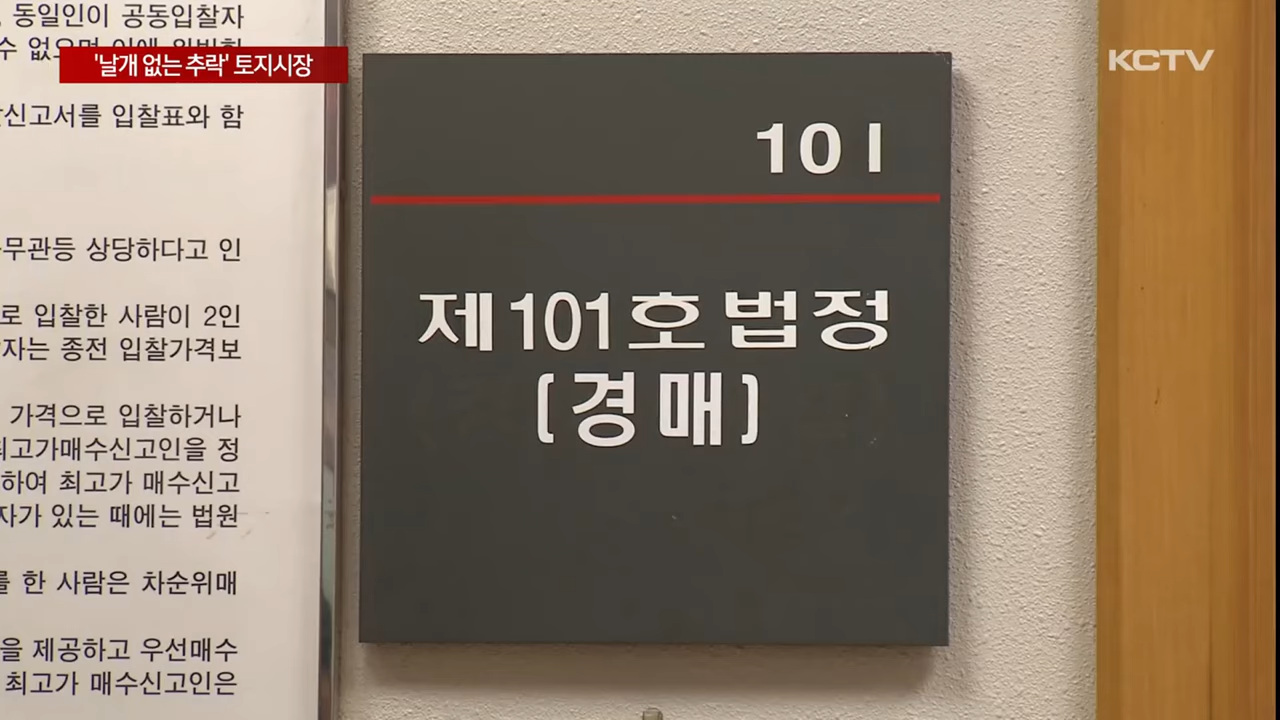 동일인이 공동입찰자
수 없으며
'날개 없는 추락' 토지시장
KCTV
신고서를 입찰표와 함
무관등 상당하다고 인
로 입찰한 사람이 2인
자는 종전 입찰가격보
가격으로 입찰하거나
최고가매수신고인을 정
하여 최고가 매수신고
자가 있는 때에는 법원
를 한 사람은 차순위매
을 제공하고 우선매수
최고가 매수신고인은
101
제101호법정
(경매)